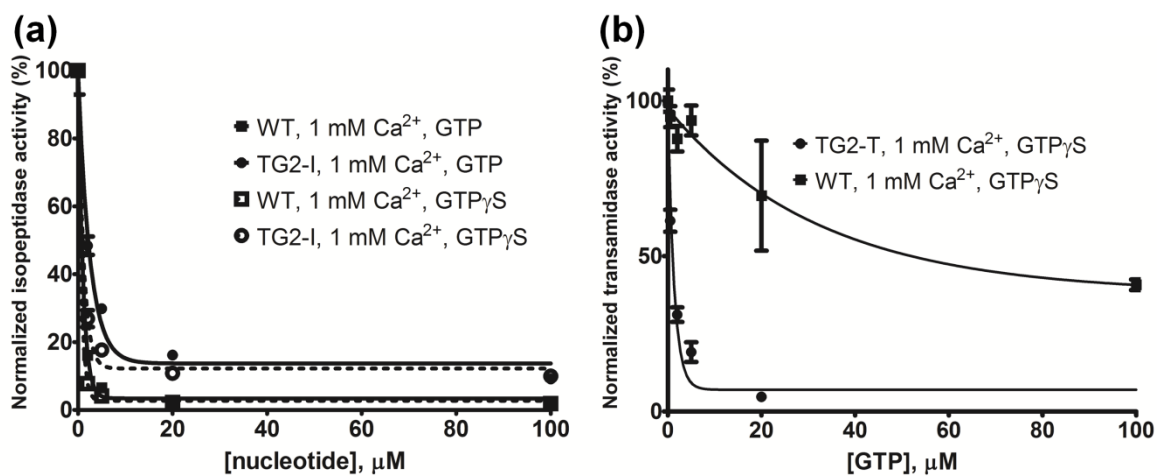 (a)
Normalized isopeptidase activity (%)
100
80
60
40
20
0
WT, 1 mM Ca²⁺, GTP
TG2-I, 1 mM Ca²⁺, GTP
WT, 1 mM Ca²⁺, GTPγS
TG2-I, 1 mM Ca²⁺, GTPγS
0 20 40 60 80 100
[nucleotide], μM
(b)
Normalized transamidase activity (%)
100
50
0
TG2-T, 1 mM Ca²⁺, GTPγS
WT, 1 mM Ca²⁺, GTPγS
0 20 40 60 80 100
[GTP], μM